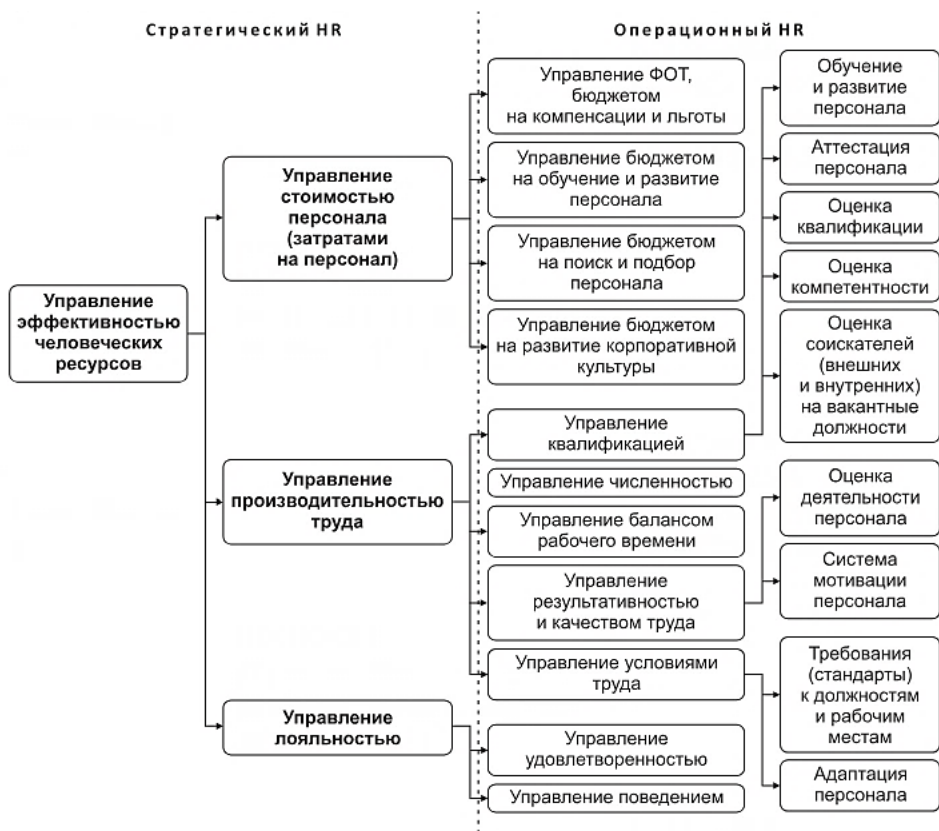 Стратегический HR
Операционный HR
Управление
эффективностью
человеческих
ресурсов
Управление
стоимостью
персонала
(затратами
на персонал)
Управление
производительностью
труда
Управление
лояльностью
Управление ФОТ,
бюджетом
на компенсации и льготы
Управление бюджетом
на обучение и развитие
персонала
Управление бюджетом
на поиск и подбор
персонала
Управление бюджетом
на развитие корпоративной
культуры
Управление
квалификацией
Управление численностью
Управление балансом
рабочего времени
Управление
результативностью
и качеством труда
Управление условиями
труда
Управление
удовлетворенностью
Управление поведением
Обучение
и развитие
персонала
Аттестация
персонала
Оценка
квалификации
Оценка
компетентности
Оценка
соискателей
(внешних
и внутренних)
на вакантные
должности
Оценка
деятельности
персонала
Система
мотивации
персонала
Требования
(стандарты)
к должностям
и рабочим
местам
Адаптация
персонала